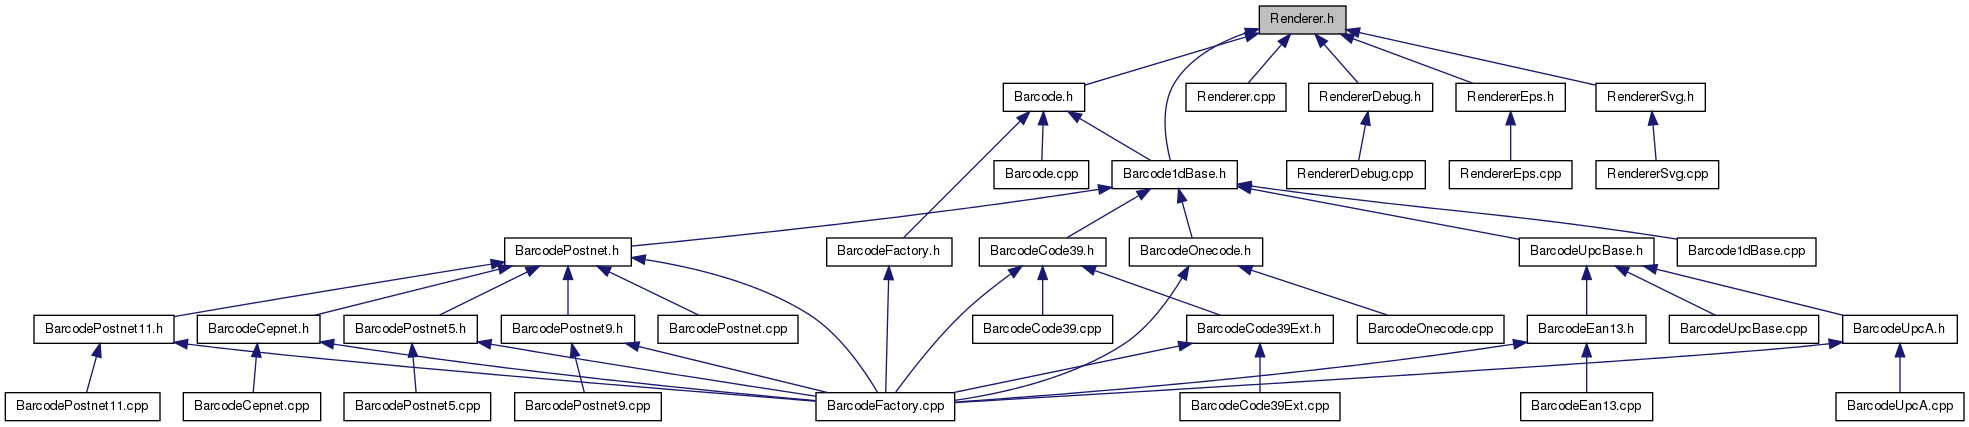 Renderer.h
Barcode.h
Renderer.cpp
RendererDebug.h
RendererEps.h
RendererSvg.h
Barcode.cpp
Barcode1dBase.h
RendererDebug.cpp
RendererEps.cpp
RendererSvg.cpp
BarcodePostnet.h
BarcodeFactory.h
BarcodeCode39.h
BarcodeOnecode.h
BarcodeUpcBase.h
Barcode1dBase.cpp
BarcodePostnet11.h
BarcodeCepnet.h
BarcodePostnet5.h
BarcodePostnet9.h
BarcodePostnet.cpp
BarcodeCode39.cpp
BarcodeCode39Ext.h
BarcodeOnecode.cpp
BarcodeEan13.h
BarcodeUpcBase.cpp
BarcodeUpcA.h
BarcodePostnet11.cpp
BarcodeCepnet.cpp
BarcodePostnet5.cpp
BarcodePostnet9.cpp
BarcodeFactory.cpp
BarcodeCode39Ext.cpp
BarcodeEan13.cpp
BarcodeUpcA.cpp